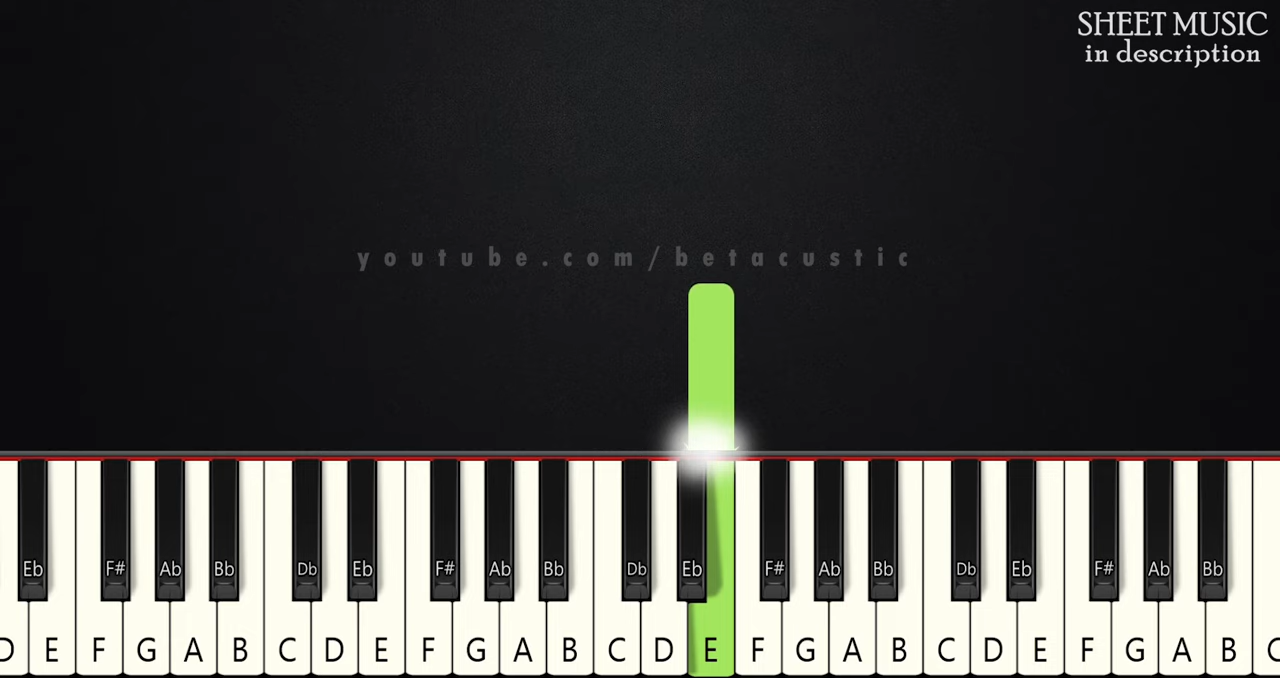 SHEET MUSIC
in description
youtube.com/betacustic
Eb F# Ab Bb Db Eb F# Ab Bb Db Eb F# Ab Bb Db Eb F# Ab Bb
D E F G A B C D E F G A B C D E F G A B C D E F G A B C